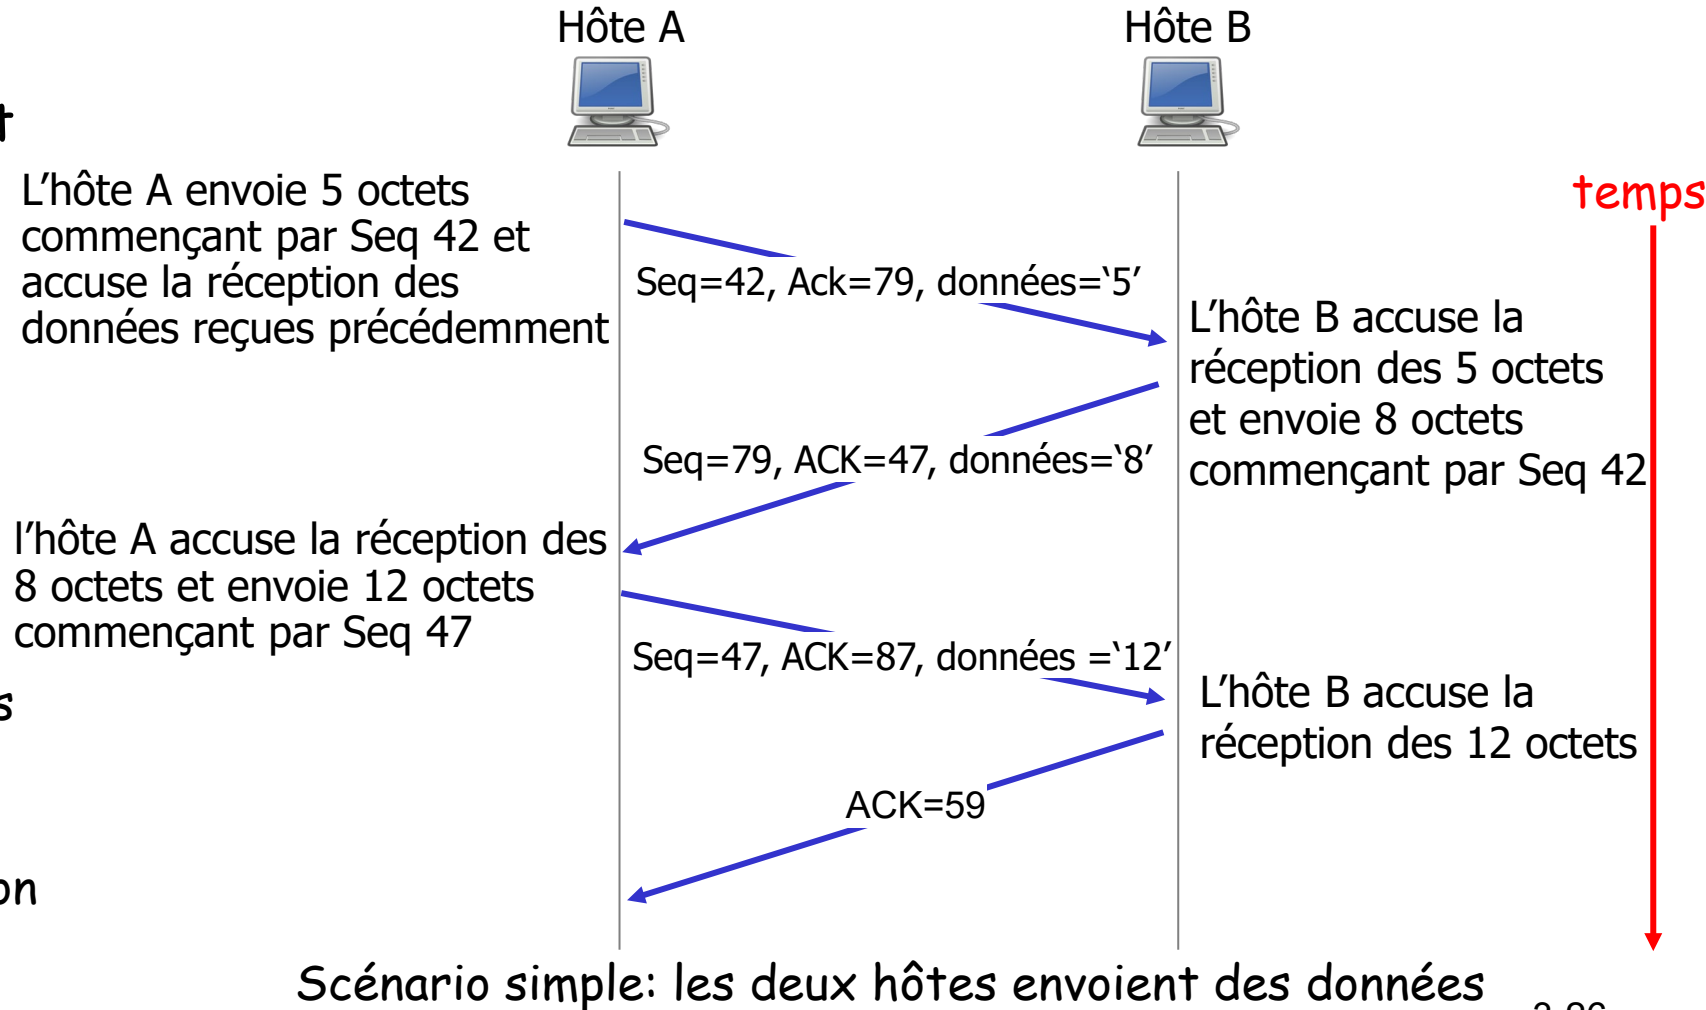 Hôte A
Hôte B
t
L’hôte A envoie 5 octets
commençant par Seq 42 et
accuse la réception des
données reçues précédemment
temps
Seq=42, Ack=79, données=‘5’
L’hôte B accuse la
réception des 5 octets
et envoie 8 octets
commençant par Seq 42
Seq=79, ACK=47, données=‘8’
l’hôte A accuse la réception des
8 octets et envoie 12 octets
commençant par Seq 47
Seq=47, ACK=87, données =‘12’
s
L’hôte B accuse la
réception des 12 octets
ACK=59
on
Scénario simple: les deux hôtes envoient des données